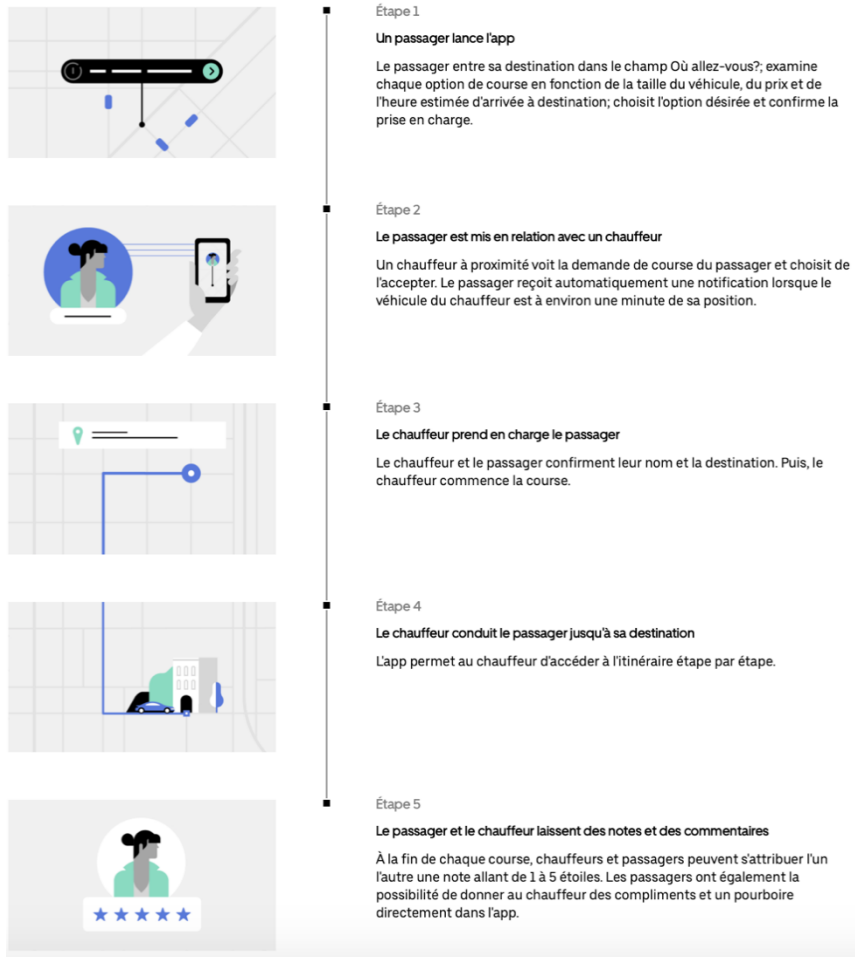 Étape 1
Un passager lance l'app
Le passager entre sa destination dans le champ Où allez-vous?; examine
chaque option de course en fonction de la taille du véhicule, du prix et de
l'heure estimée d'arrivée à destination; choisit l'option désirée et confirme la
prise en charge.
Étape 2
Le passager est mis en relation avec un chauffeur
Un chauffeur à proximité voit la demande de course du passager et choisit de
l'accepter. Le passager reçoit automatiquement une notification lorsque le
véhicule du chauffeur est à environ une minute de sa position.
Étape 3
Le chauffeur prend en charge le passager
Le chauffeur et le passager confirment leur nom et la destination. Puis, le
chauffeur commence la course.
Étape 4
Le chauffeur conduit le passager jusqu'à sa destination
L'app permet au chauffeur d'accéder à l'itinéraire étape par étape.
Étape 5
Le passager et le chauffeur laissent des notes et des commentaires
À la fin de chaque course, chauffeurs et passagers peuvent s'attribuer l'un
l'autre une note allant de 1 à 5 étoiles. Les passagers ont également la
possibilité de donner au chauffeur des compliments et un pourboire
directement dans l'app.